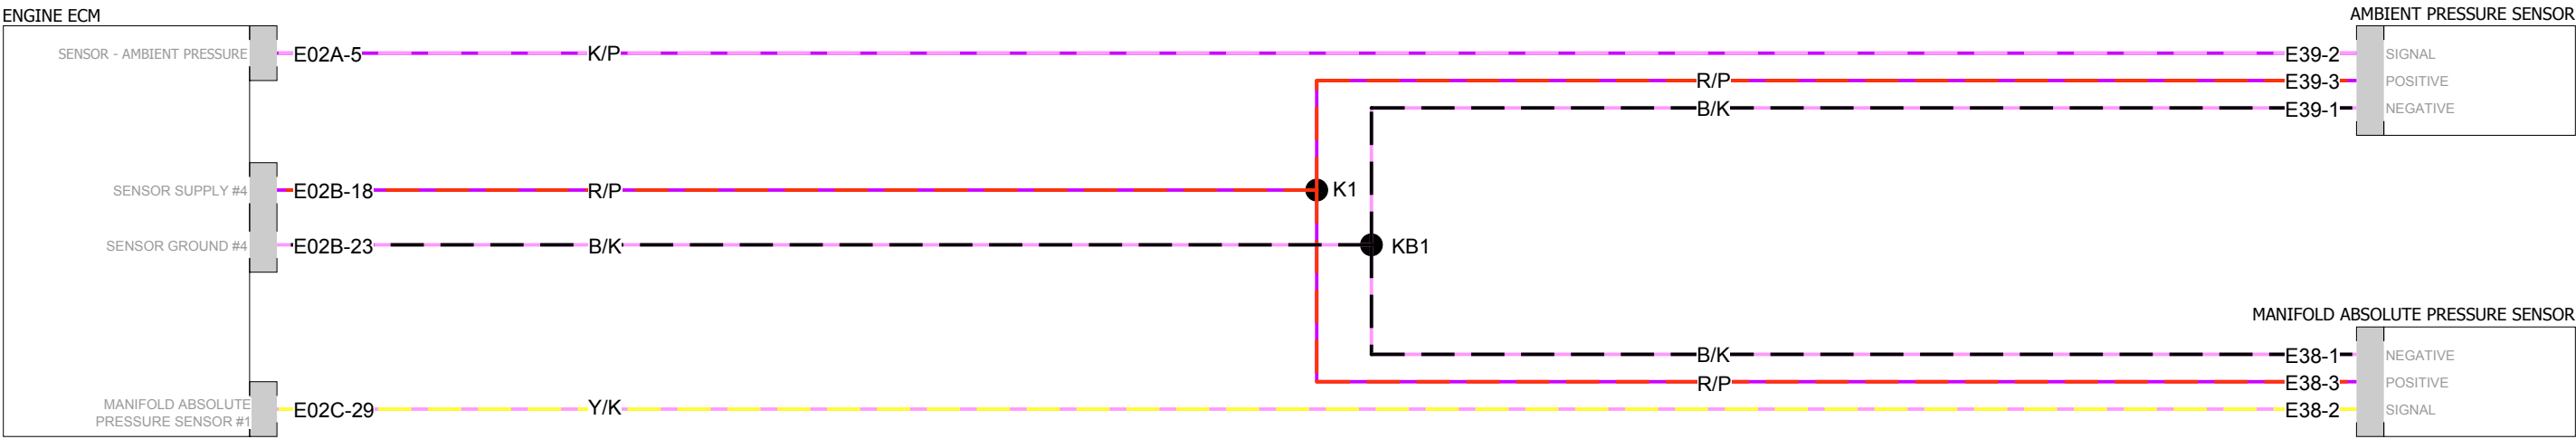 ENGINE ECM
AMBIENT PRESSURE SENSOR
SENSOR - AMBIENT PRESSURE E02A-5 K/P E39-2 SIGNAL
R/P E39-3 POSITIVE
B/K E39-1 NEGATIVE
SENSOR SUPPLY #4 E02B-18 R/P K1
SENSOR GROUND #4 E02B-23 B/K KB1
MANIFOLD ABSOLUTE PRESSURE SENSOR
B/K E38-1 NEGATIVE
R/P E38-3 POSITIVE
MANIFOLD ABSOLUTE
PRESSURE SENSOR #1 E02C-29 Y/K E38-2 SIGNAL